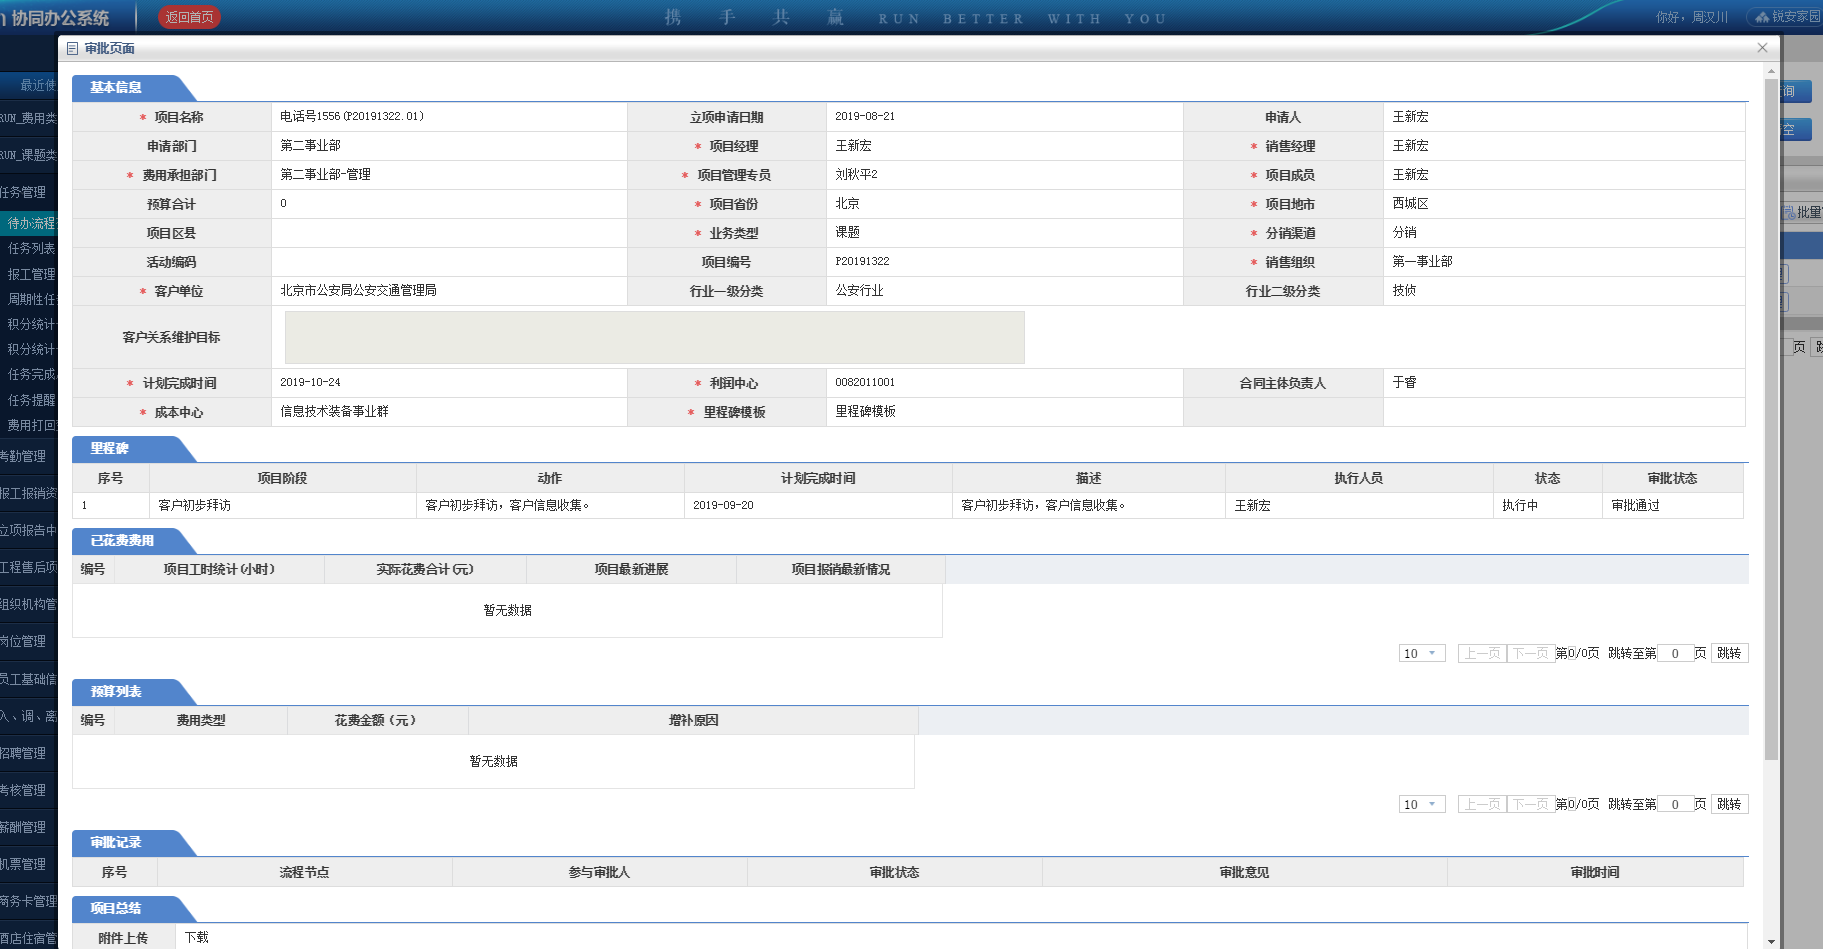 协同办公系统 返回首页 携 手 共 赢 RUN BETTER WITH YOU 你好，周汉川 锐安家园
审批页面
最近使
RUN_费用类
RUN_课题类
任务管理
待办流程
任务列表
报工管理
周期性任
积分统计
积分统计
任务完成
任务提醒
费用打回
考勤管理
报工报销资
立项报告中
工程售后项
组织机构管
岗位管理
员工基础信
入、调、离
招聘管理
考核管理
薪酬管理
机票管理
商务卡管理
酒店住宿管
基本信息
* 项目名称 电话号1556(P20191322.01) 立项申请日期 2019-08-21 申请人 王新宏
申请部门 第二事业部 * 项目经理 王新宏 * 销售经理 王新宏
* 费用承担部门 第二事业部-管理 * 项目管理专员 刘秋平2 * 项目成员 王新宏
预算合计 0 * 项目省份 北京 * 项目地市 西城区
项目区县 * 业务类型 课题 * 分销渠道 分销
活动编码 项目编号 P20191322 * 销售组织 第一事业部
* 客户单位 北京市公安局公安交通管理局 行业一级分类 公安行业 行业二级分类 技侦
客户关系维护目标
* 计划完成时间 2019-10-24 * 利润中心 0082011001 合同主体负责人 于睿
* 成本中心 信息技术装备事业群 * 里程碑模板 里程碑模板
里程碑
序号 项目阶段 动作 计划完成时间 描述 执行人员 状态 审批状态
1 客户初步拜访 客户初步拜访，客户信息收集。 2019-09-20 客户初步拜访，客户信息收集。 王新宏 执行中 审批通过
已花费费用
编号 项目工时统计(小时) 实际花费合计(元) 项目最新进展 项目报销最新情况
暂无数据
10 上一页 下一页 第0/0页 跳转至第 0 页 跳转
预算列表
编号 费用类型 花费金额（元） 增补原因
暂无数据
10 上一页 下一页 第0/0页 跳转至第 0 页 跳转
审批记录
序号 流程节点 参与审批人 审批状态 审批意见 审批时间
项目总结
附件上传 下载
询
空
批量
页 跳